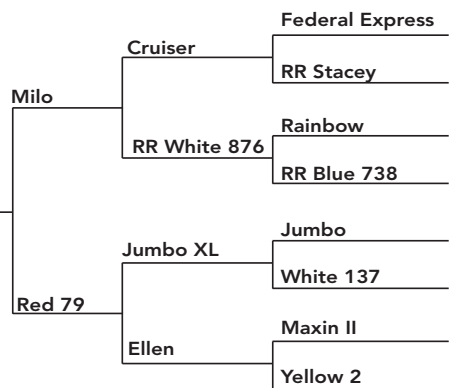 Federal Express
Cruiser
RR Stacey
Milo
Rainbow
RR White 876
RR Blue 738
Jumbo
Jumbo XL
White 137
Red 79
Maxin II
Ellen
Yellow 2